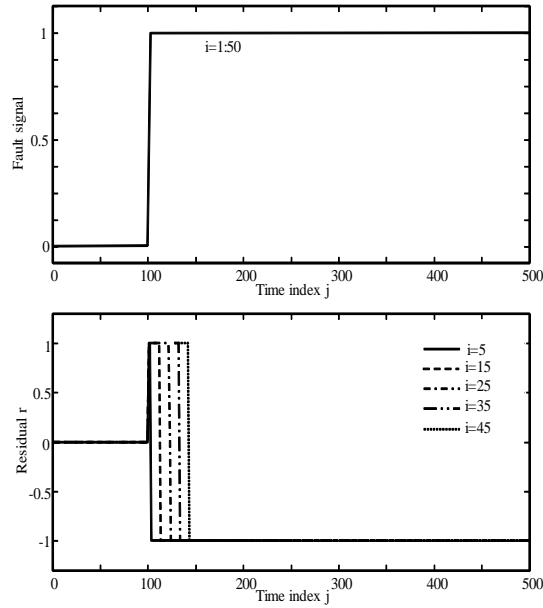 1
i=1:50
Fault signal
0.5
0
0 100 200 300 400 500
Time index j
1
i=5
i=15
0.5
i=25
i=35
Residual r
0
i=45
-0.5
-1
0 100 200 300 400 500
Time index j